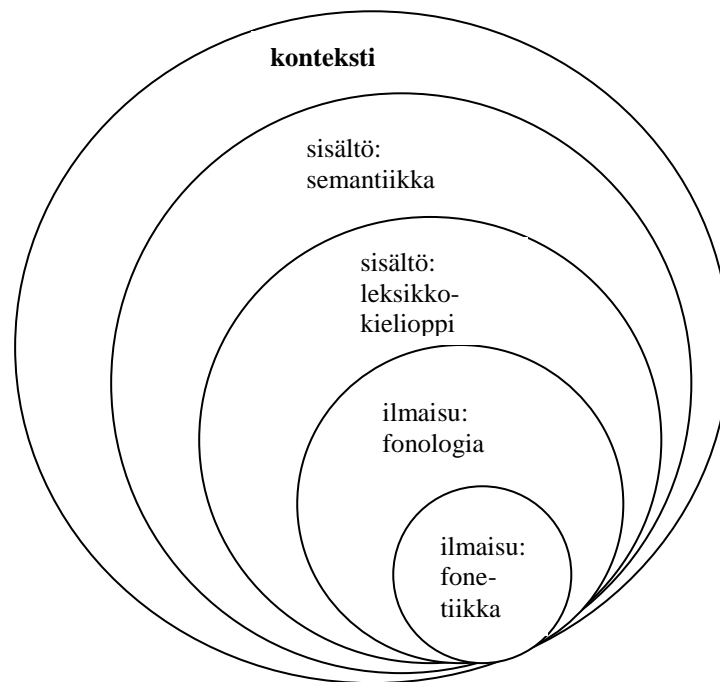 konteksti
sisältö:
semantiikka
sisältö:
leksikko-
kielioppi
ilmaisu:
fonologia
ilmaisu:
fone-
tiikka